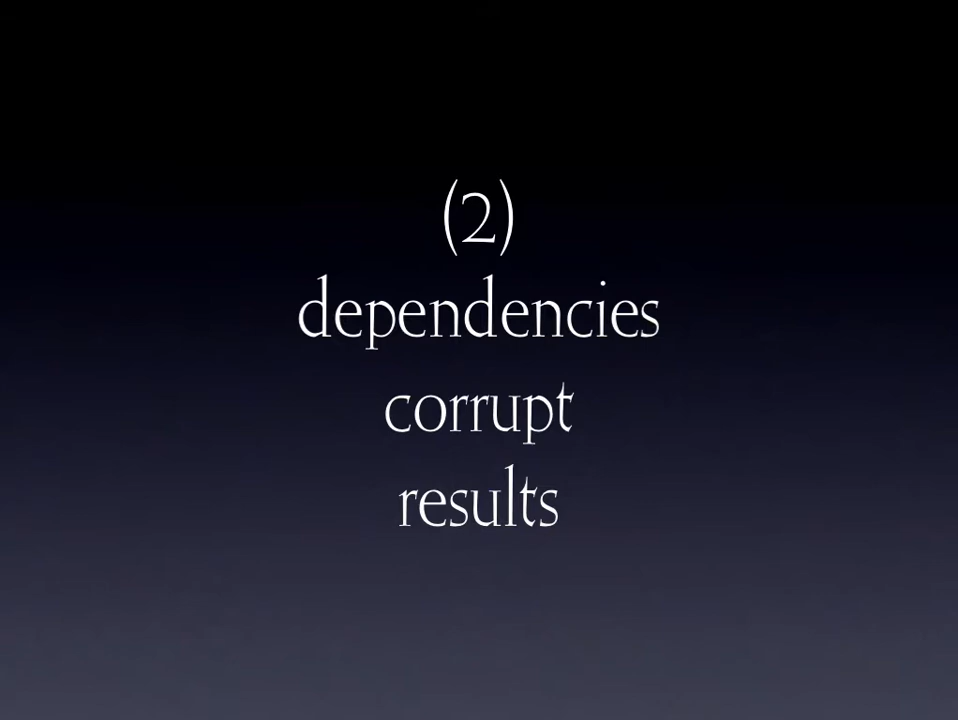 (2)
dependencies
corrupt
results